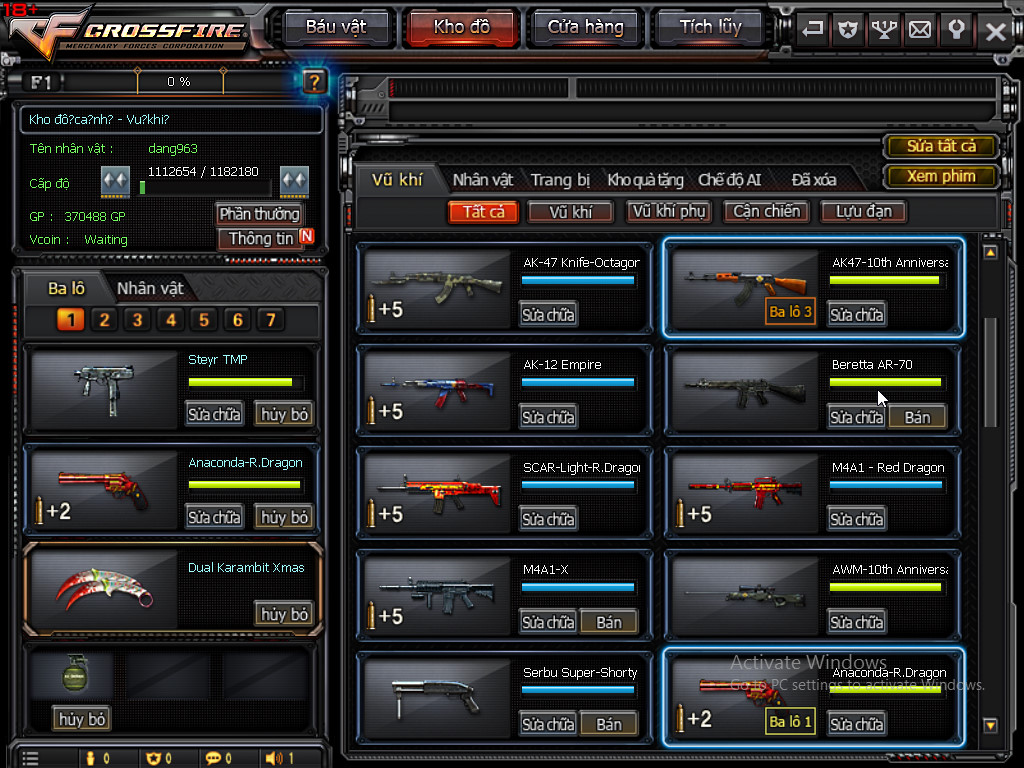 18+
CROSSFIRE
MERCENARY FORCES CORPORATION
Báu vật
Kho đồ
Cửa hàng
Tích lũy
F1
0 %
?
Kho đô?ca?nh? - Vu?khi?
Tên nhân vật : dang963
Cấp độ 1112654 / 1182180
GP : 370488 GP
Phần thưởng
Vcoin : Waiting
Thông tin N
Sửa tất cả
Xem phim
Vũ khí
Nhân vật
Trang bị
Kho quà tặng
Chế độ AI
Đã xóa
Tất cả
Vũ khí
Vũ khí phụ
Cận chiến
Lựu đạn
Ba lô
Nhân vật
1 2 3 4 5 6 7
Steyr TMP
Sửa chữa
hủy bỏ
Anaconda-R.Dragon
+2
Sửa chữa
hủy bỏ
Dual Karambit Xmas
hủy bỏ
hủy bỏ
0
0
0
1
AK-47 Knife-Octagor
+5
Sửa chữa
AK47-10th Annivers
Ba lô 3
Sửa chữa
AK-12 Empire
+5
Sửa chữa
Beretta AR-70
Sửa chữa
Bán
SCAR-Light-R.Drago
+5
Sửa chữa
M4A1 - Red Dragon
+5
Sửa chữa
M4A1-X
+5
Sửa chữa
Bán
AWM-10th Annivers
Sửa chữa
Serbu Super-Shorty
Sửa chữa
Bán
Anaconda-R.Dragon
+2
Ba lô 1
Sửa chữa
Activate Windows
Go to PC settings to activate Windows.